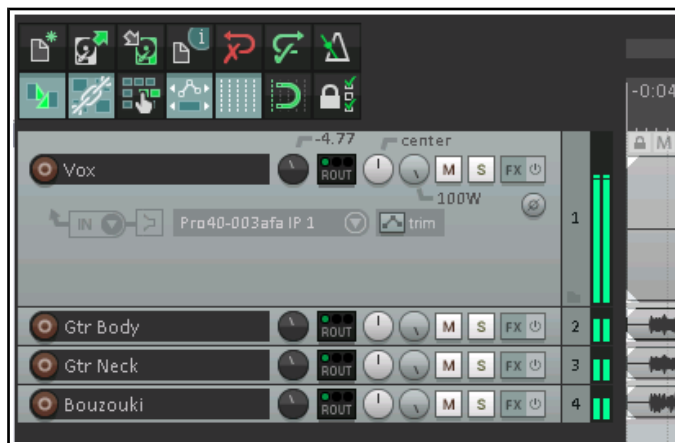 i
-0:04
-4.77 center
M
Vox ROUT M S FX
100W
IN Pro40-003afa IP 1 trim 1
Gtr Body ROUT M S FX 2
Gtr Neck ROUT M S FX 3
Bouzouki ROUT M S FX 4